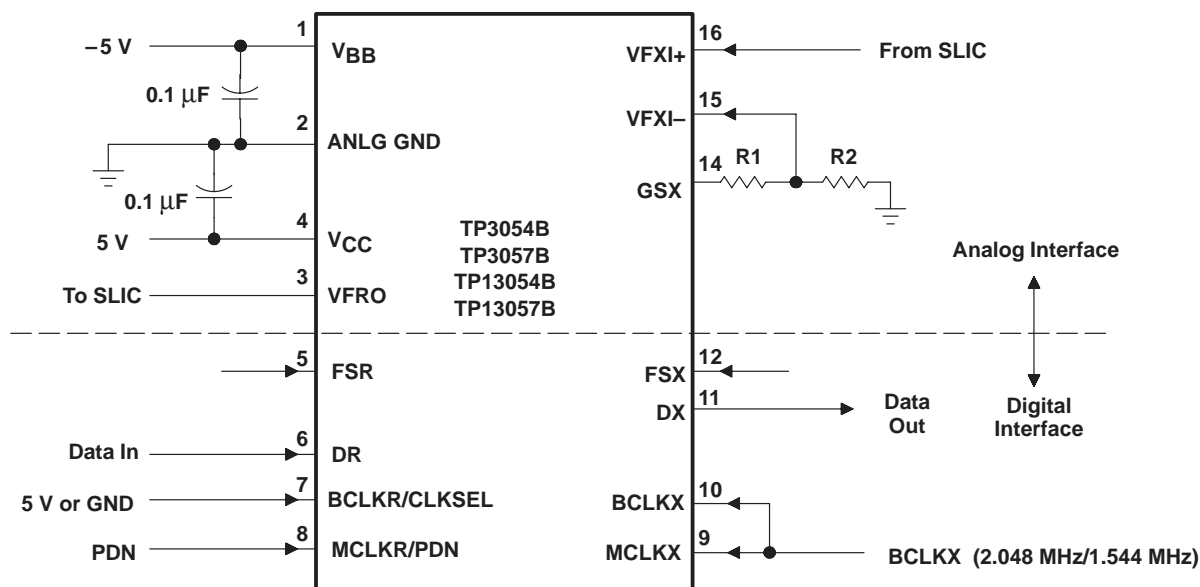 –5 V
1
VBB
0.1 μF
2
ANLG GND
0.1 μF
4
5 V
VCC
3
To SLIC
VFRO
TP3054B
TP3057B
TP13054B
TP13057B
16
VFXI+
From SLIC
15
VFXI–
14
R1
R2
GSX
Analog Interface
Digital
Interface
5
FSR
12
FSX
11
DX
Data
Out
6
Data In
DR
7
5 V or GND
BCLKR/CLKSEL
8
PDN
MCLKR/PDN
10
BCLKX
9
MCLKX
BCLKX (2.048 MHz/1.544 MHz)